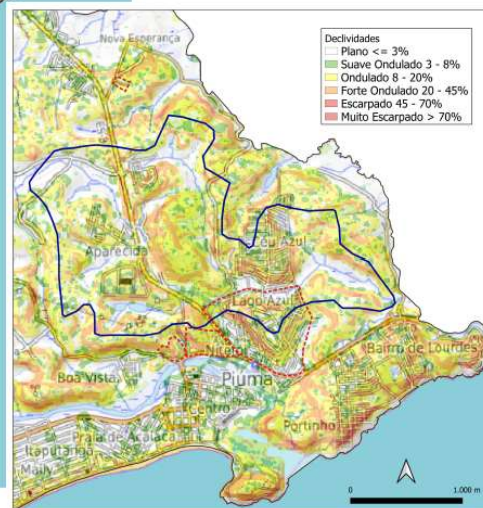 Nova Esperança
Declividades
Plano <= 3%
Suave Ondulado 3 - 8%
Ondulado 8 - 20%
Forte Ondulado 20 - 45%
Escarpado 45 - 70%
Muito Escarpado > 70%
Aparecida
Céu Azul
Lago Azul
Niterói
Bairro de Lourdes
Boa Vista
Piúma
Centro
Portinho
Praia de Acaiaca
Itaputanga
Maily
0 1.000 m